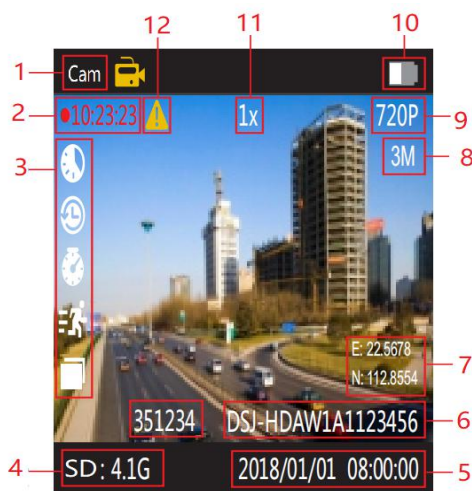 12
11
10
1
Cam
2
10:23:23
1x
720P
9
3M
8
3
E: 22.5678
N: 112.8554
7
351234
DSJ-HDAW1A1123456
6
4
SD: 4.1G
2018/01/01 08:00:00
5